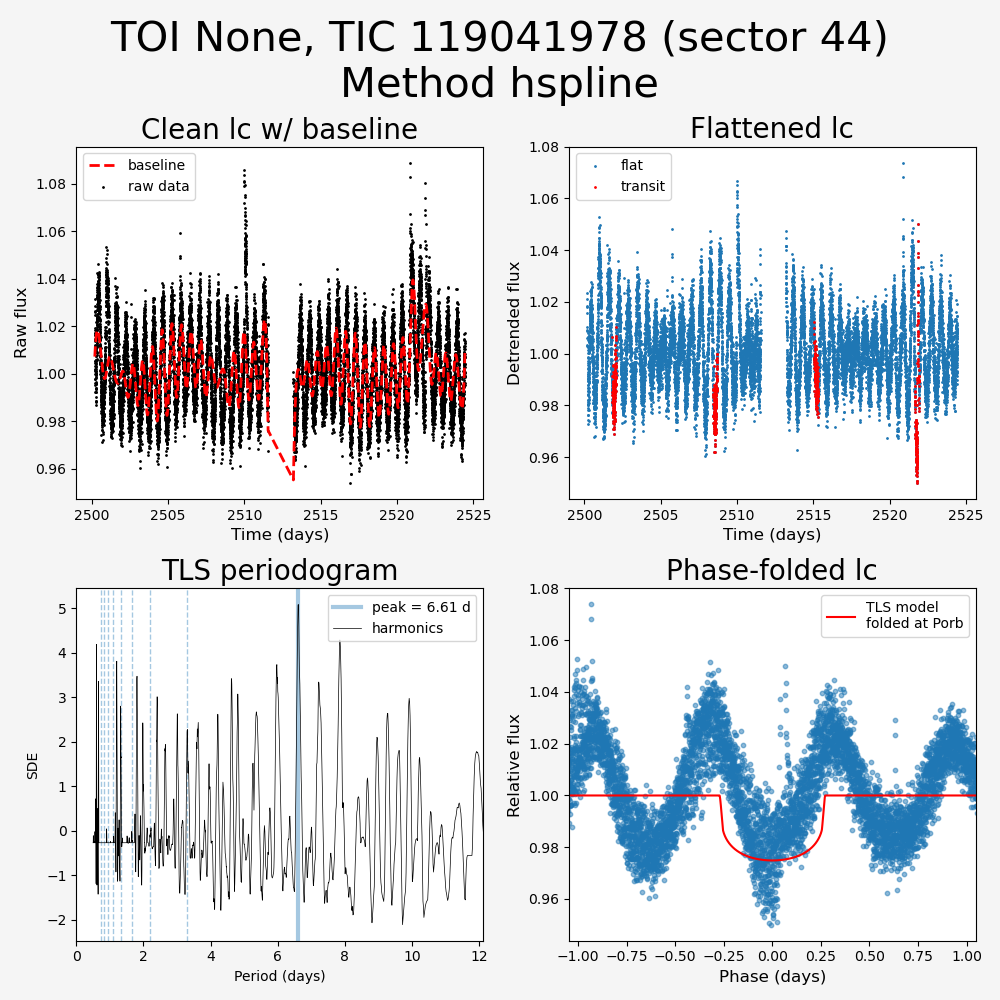 TOI None, TIC 119041978 (sector 44)
Method hspline
Clean lc w/ baseline
baseline
raw data
1.08
1.06
1.04
1.02
1.00
0.98
0.96
Raw flux
2500
2505
2510
2515
2520
2525
Time (days)
Flattened lc
flat
transit
1.08
1.06
1.04
1.02
1.00
0.98
0.96
Detrended flux
2500
2505
2510
2515
2520
2525
Time (days)
TLS periodogram
peak = 6.61 d
harmonics
5
4
3
2
1
0
−1
−2
SDE
0
2
4
6
8
10
12
Period (days)
Phase-folded lc
TLS model
folded at Porb
1.08
1.06
1.04
1.02
1.00
0.98
0.96
Relative flux
−1.00
−0.75
−0.50
−0.25
0.00
0.25
0.50
0.75
1.00
Phase (days)